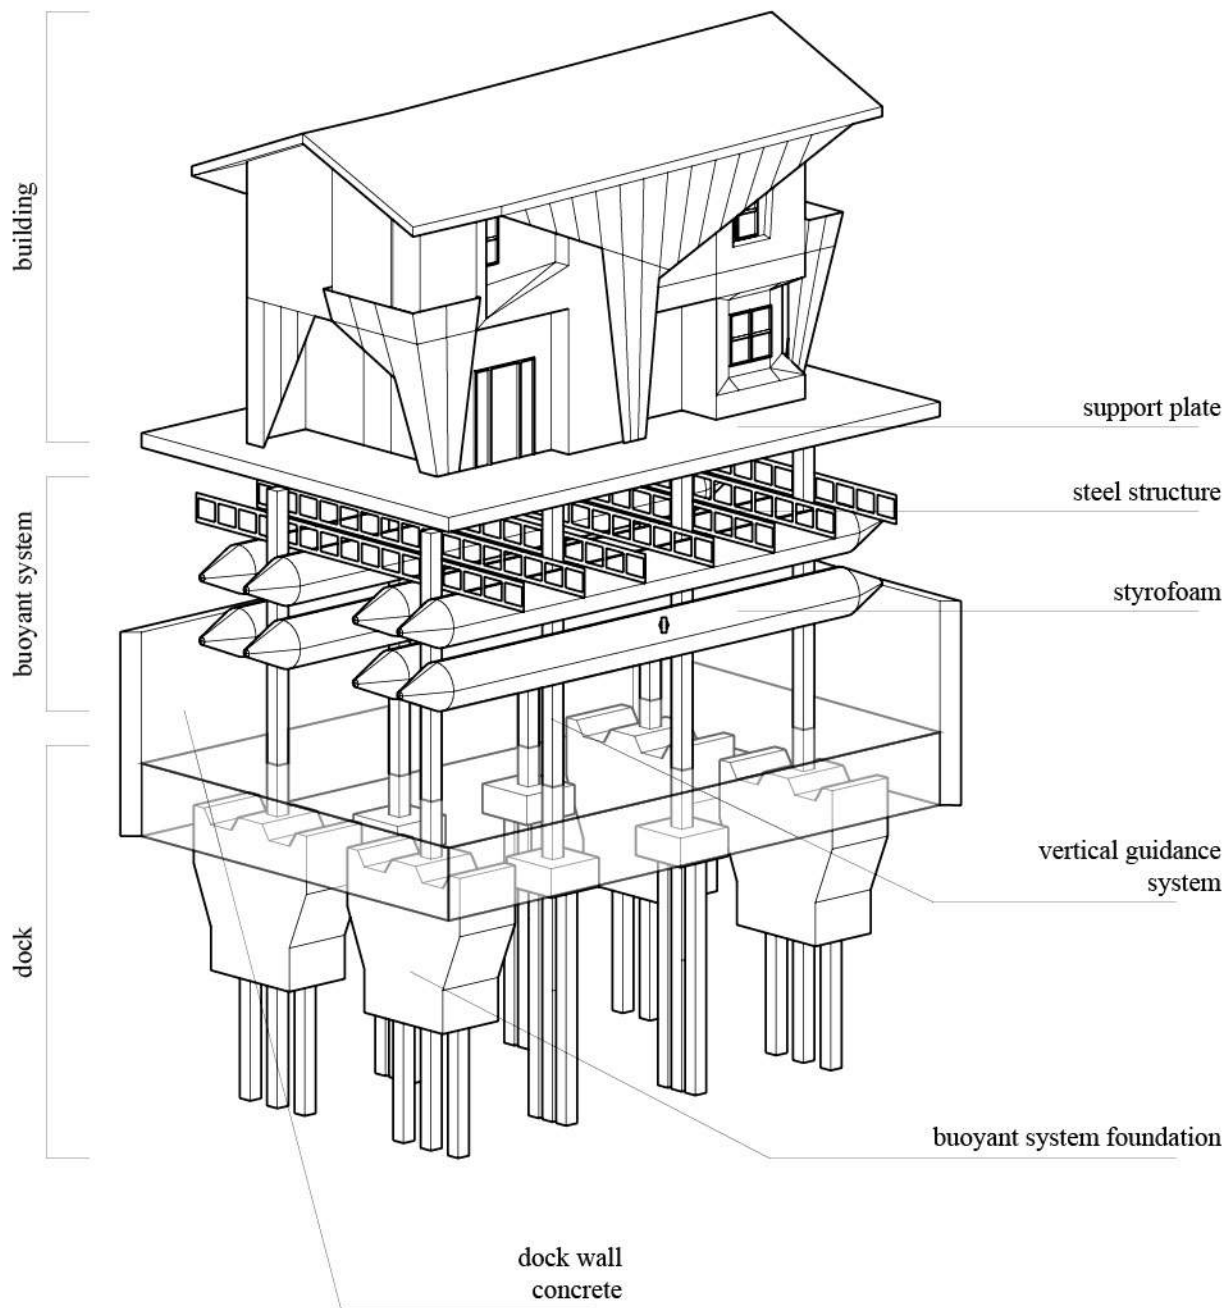 building
support plate
steel structure
buoyant system
styrofoam
vertical guidance
system
dock
buoyant system foundation
dock wall
concrete